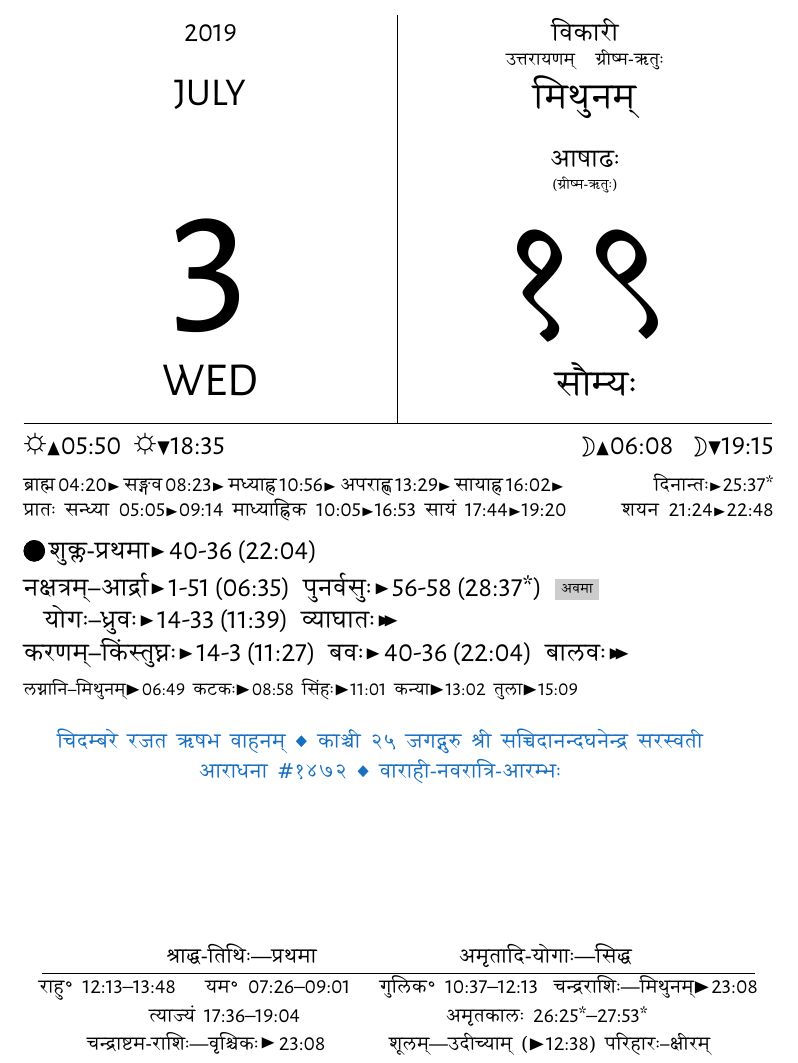 2019
JULY
3
WED
विकारी
उत्तरायणम् ग्रीष्म-ऋतुः
मिथुनम्
आषाढः
(ग्रीष्म-ऋतुः)
१९
सौम्यः
☼▲05:50 ☼▼18:35 ☽▲06:08 ☽▼19:15
ब्राह्म 04:20► सङ्गव 08:23► मध्याह्न 10:56► अपराह्ण 13:29► सायाह्न 16:02► दिनान्तः►25:37*
प्रातः सन्ध्या 05:05►09:14 माध्याह्निक 10:05►16:53 सायं 17:44►19:20 शयन 21:24►22:48
●शुक्ल-प्रथमा► 40-36 (22:04)
नक्षत्रम्–आर्द्रा►1-51 (06:35) पुनर्वसुः►56-58 (28:37*) अवमा
योगः–ध्रुवः►14-33 (11:39) व्याघातः►►
करणम्–किंस्तुघ्नः►14-3 (11:27) बवः►40-36 (22:04) बालवः►►
लग्नानि–मिथुनम्►06:49 कटकः►08:58 सिंहः►11:01 कन्या►13:02 तुला►15:09
चिदम्बरे रजत ऋषभ वाहनम् ◆ काञ्ची २५ जगद्गुरु श्री सच्चिदानन्दघनेन्द्र सरस्वती
आराधना #१४७२ ◆ वाराही-नवरात्रि-आरम्भः
श्राद्ध-तिथिः—प्रथमा अमृतादि-योगाः—सिद्ध
राहु॰ 12:13–13:48 यम॰ 07:26–09:01 गुलिक॰ 10:37–12:13 चन्द्रराशिः—मिथुनम्►23:08
त्याज्यं 17:36–19:04 अमृतकालः 26:25*–27:53*
चन्द्राष्टम-राशिः—वृश्चिकः►23:08 शूलम्—उदीच्याम् (►12:38) परिहारः–क्षीरम्